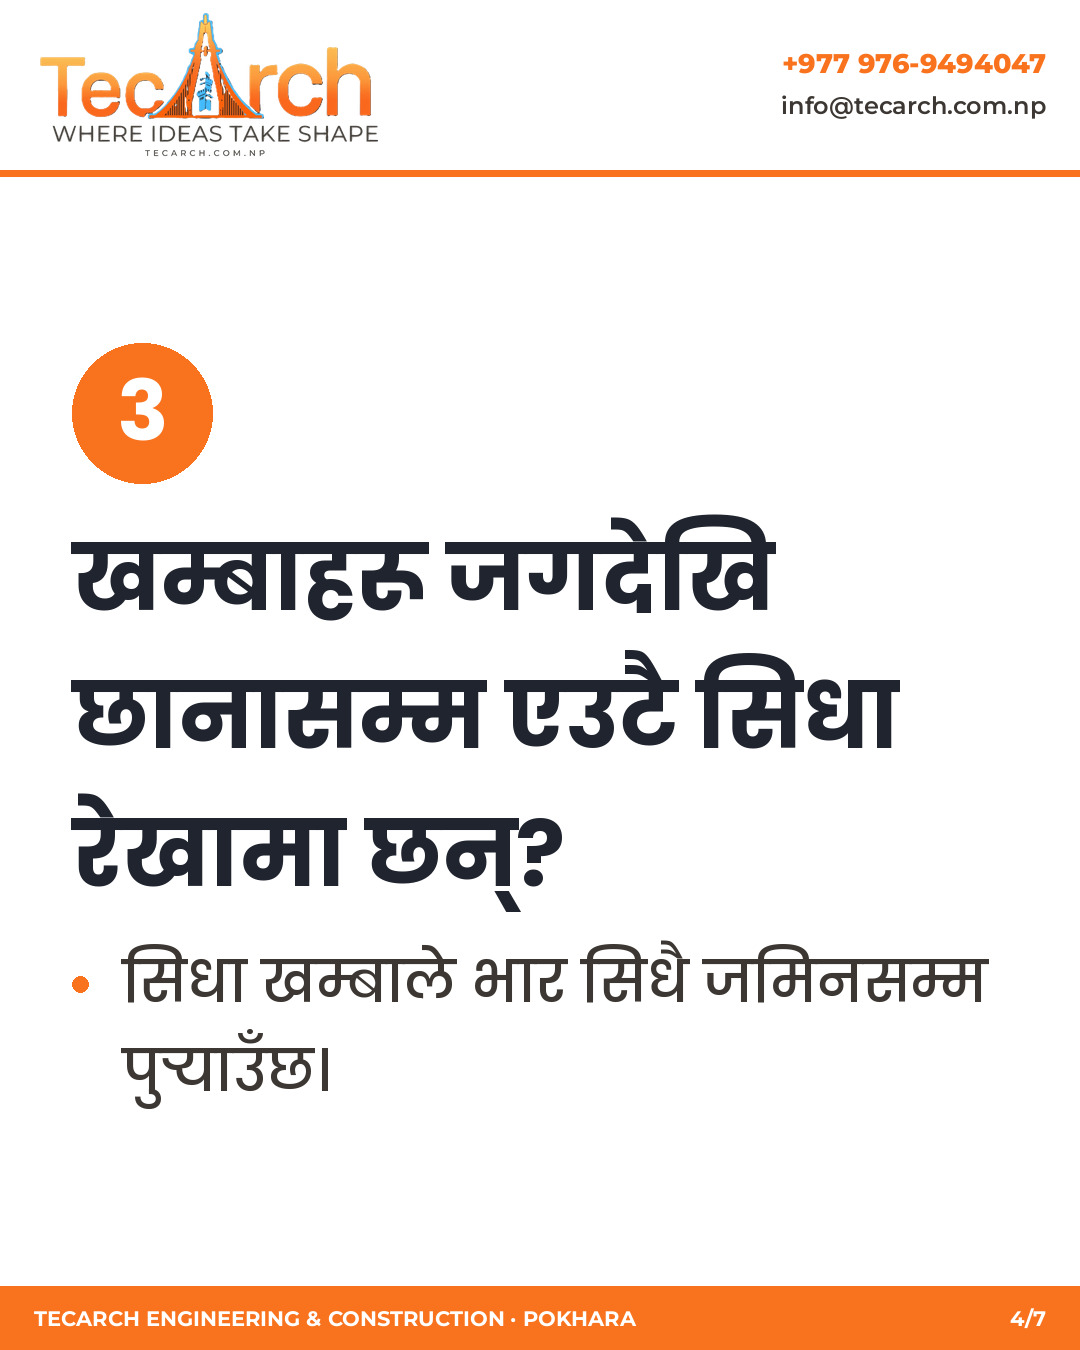 TecArch
WHERE IDEAS TAKE SHAPE
TECARCH.COM.NP
+977 976-9494047
info@tecarch.com.np
3
खम्बाहरू जगदेखि
छानासम्म एउटै सिधा
रेखामा छन्?
• सिधा खम्बाले भार सिधै जमिनसम्म
पुर्‍याउँछ।
TECARCH ENGINEERING & CONSTRUCTION · POKHARA
4/7